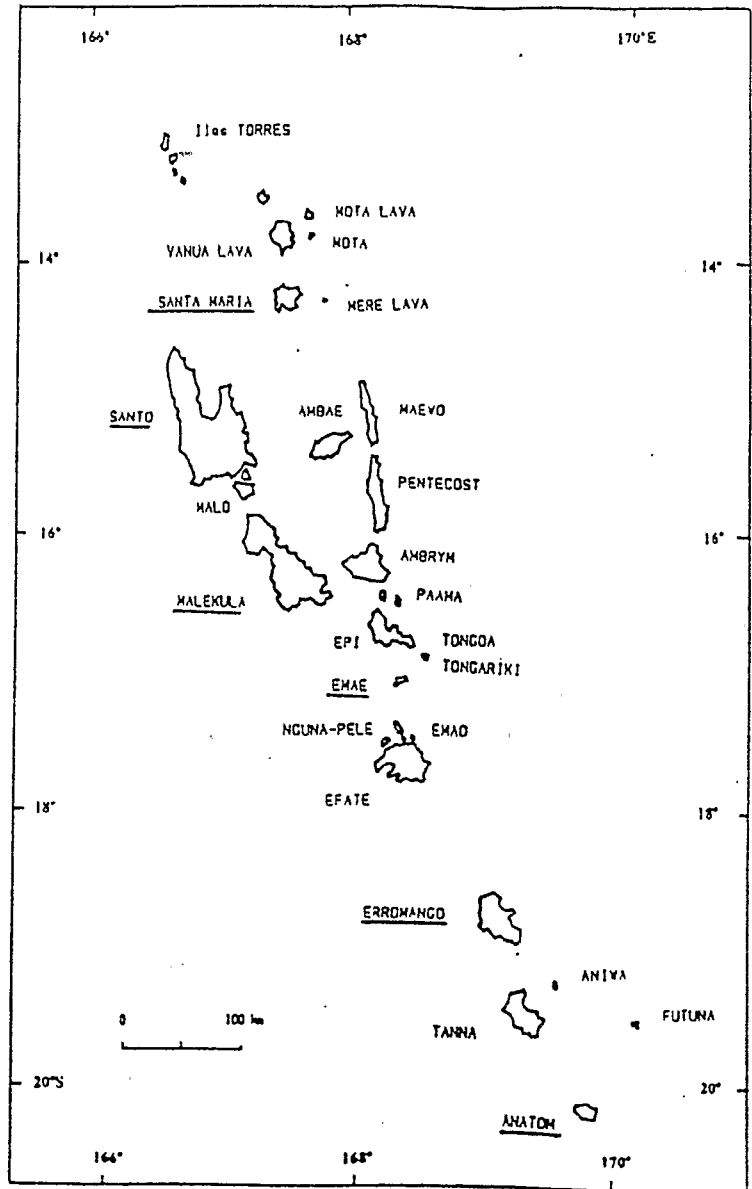 166° 168° 170°E
Iles TORRES
MOTA LAVA
VANUA LAVA MOTA
14° 14°
SANTA MARIA MERE LAVA
SANTO AMBAE MAEVO
PENTECOST
MALO
16° 16°
AMBRYM
MALEKULA PAAMA
EPI TONGOA
TONGARIKI
EMAE
NGUNA-PELE EMAO
EFATE
18° 18°
ERROMANGO
ANIWA
0 100 km
TANNA FUTUNA
20°S 20°
ANATOM
166° 168° 170°